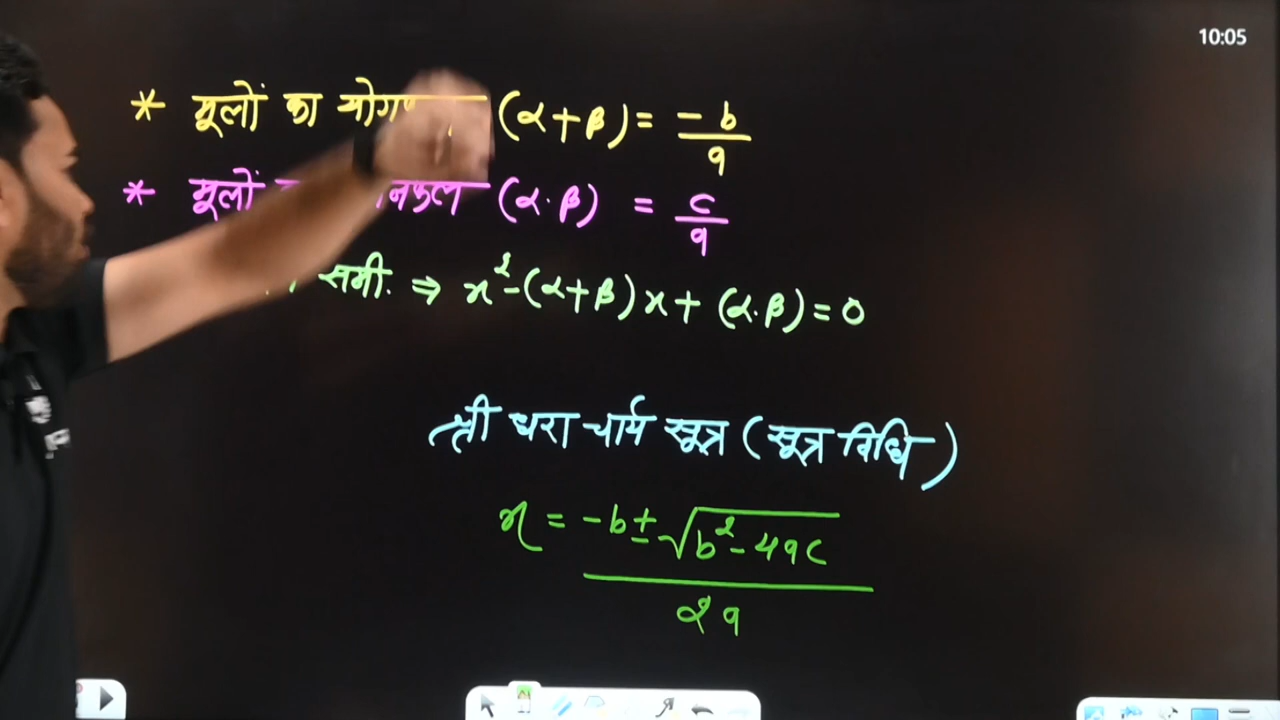 10:05
* मूलों का (α+β) = -b/a
* मूलों (α.β) = c/a
समी. ⇒ x²-(α+β)x+(α.β)=0
श्री धरा चार्य सूत्र (सूत्र विधि)
x = -b±√b²-4ac / 2a